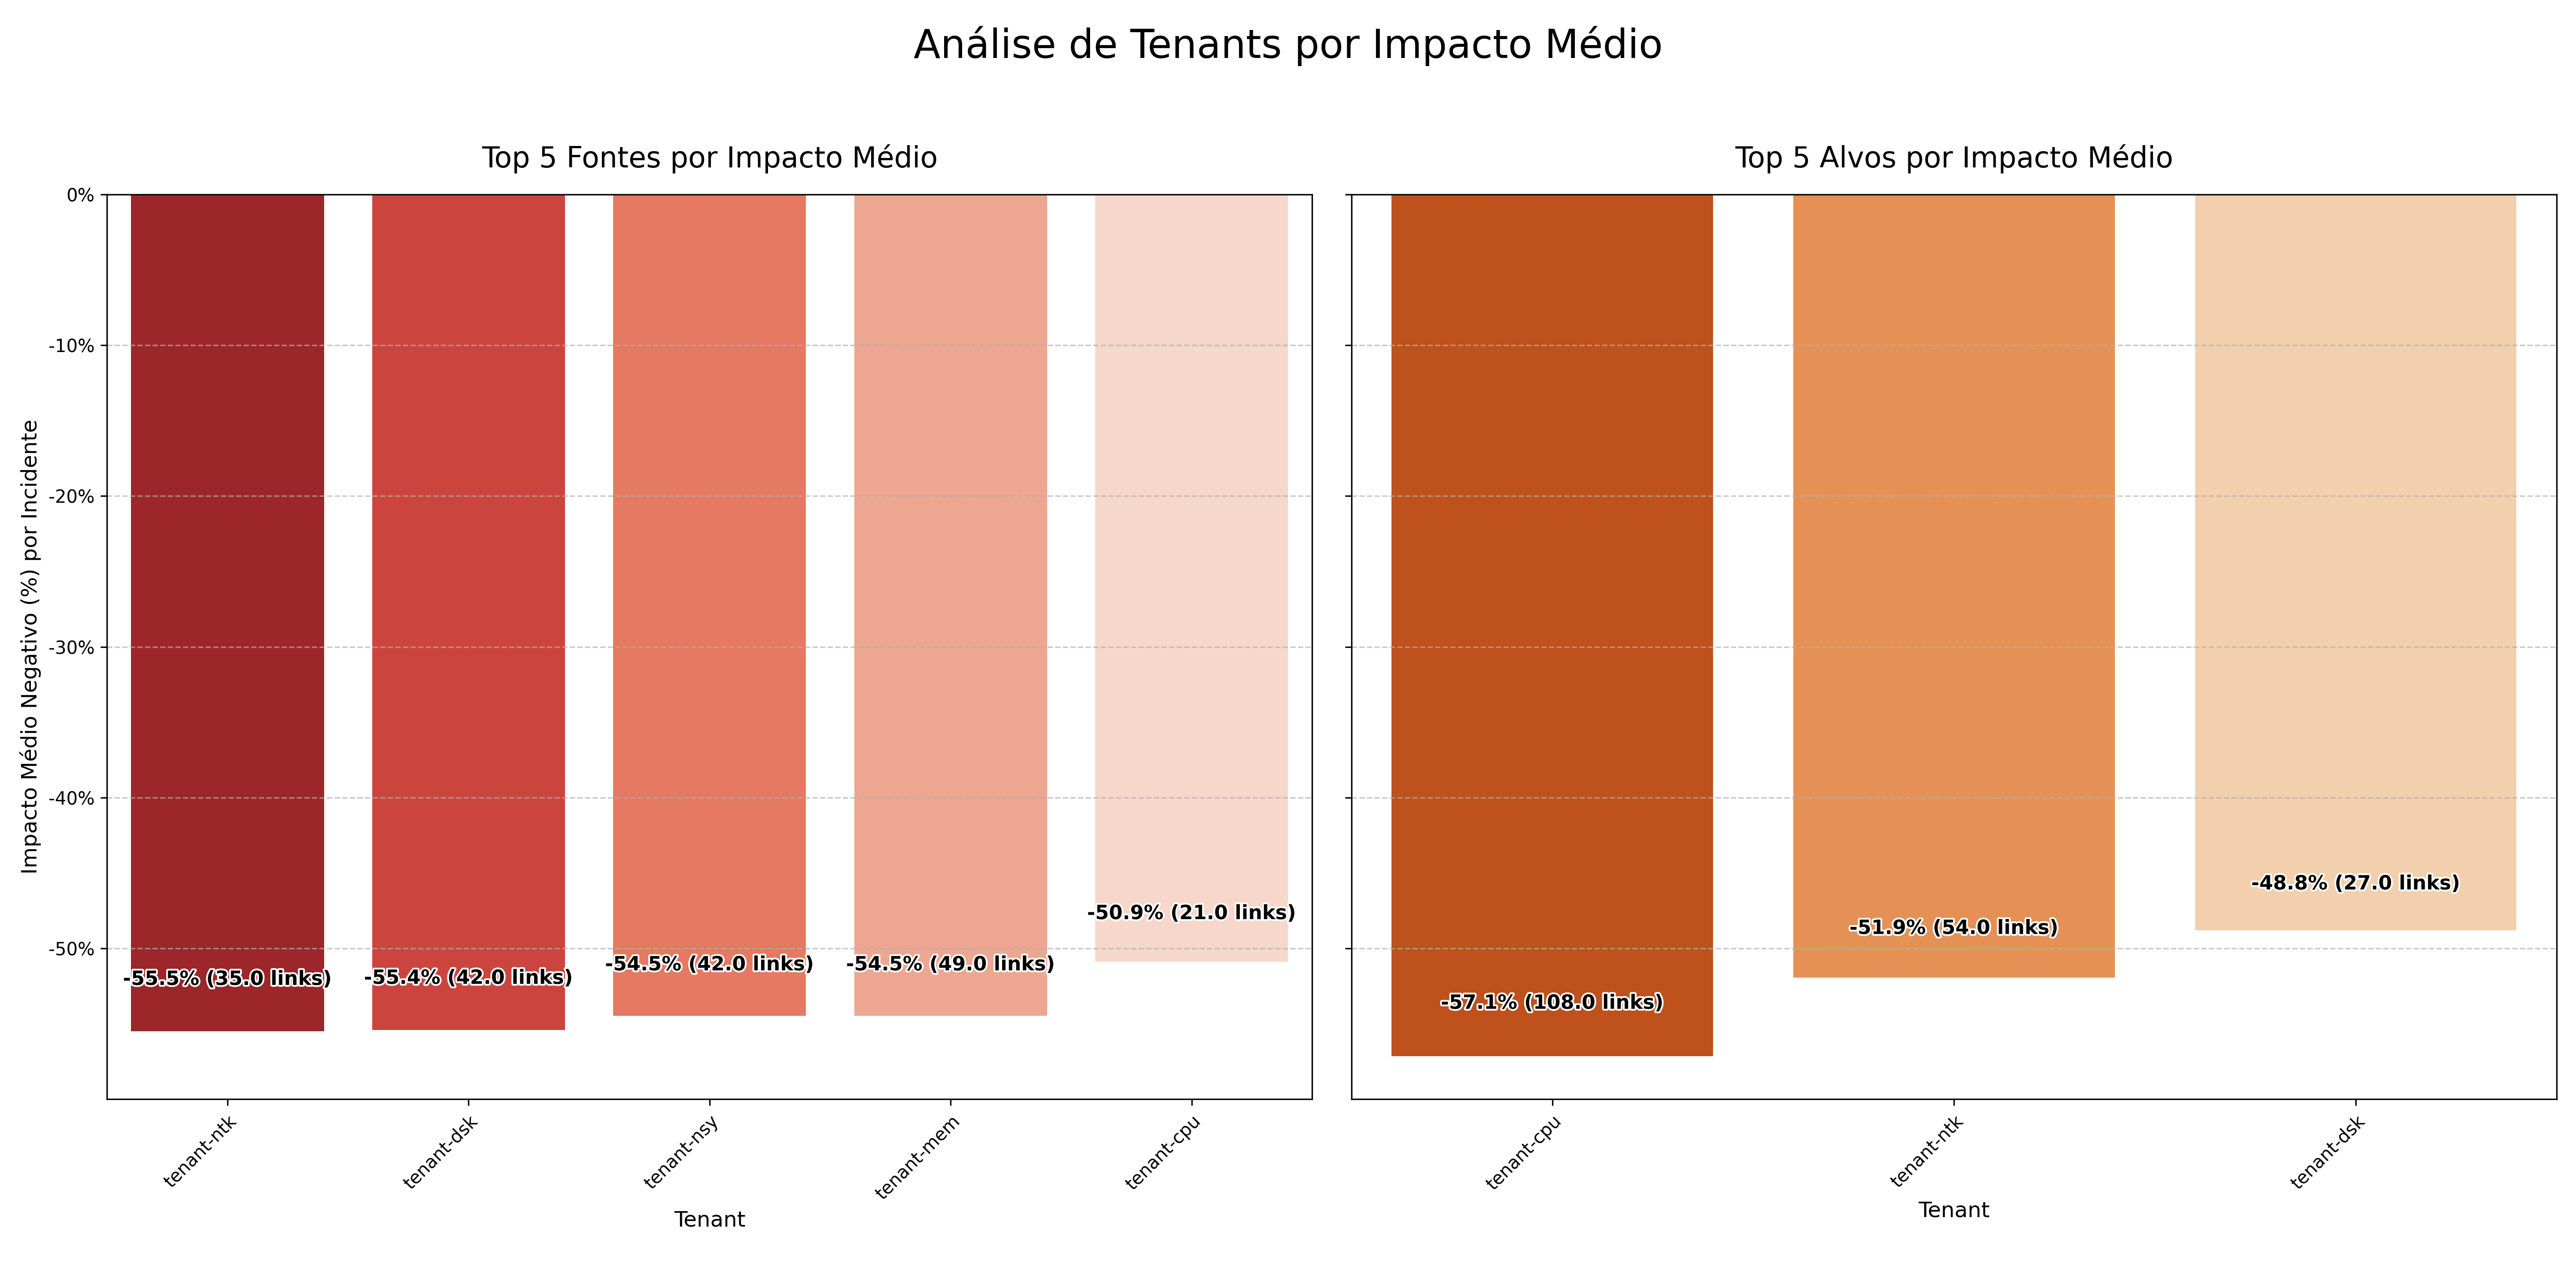 Análise de Tenants por Impacto Médio
Top 5 Fontes por Impacto Médio
Impacto Médio Negativo (%) por Incidente
0%
-10%
-20%
-30%
-40%
-50%
-55.5% (35.0 links)
-55.4% (42.0 links)
-54.5% (42.0 links)
-54.5% (49.0 links)
-50.9% (21.0 links)
tenant-ntk
tenant-dsk
tenant-nsy
tenant-mem
tenant-cpu
Tenant
Top 5 Alvos por Impacto Médio
-57.1% (108.0 links)
-51.9% (54.0 links)
-48.8% (27.0 links)
tenant-cpu
tenant-ntk
tenant-dsk
Tenant